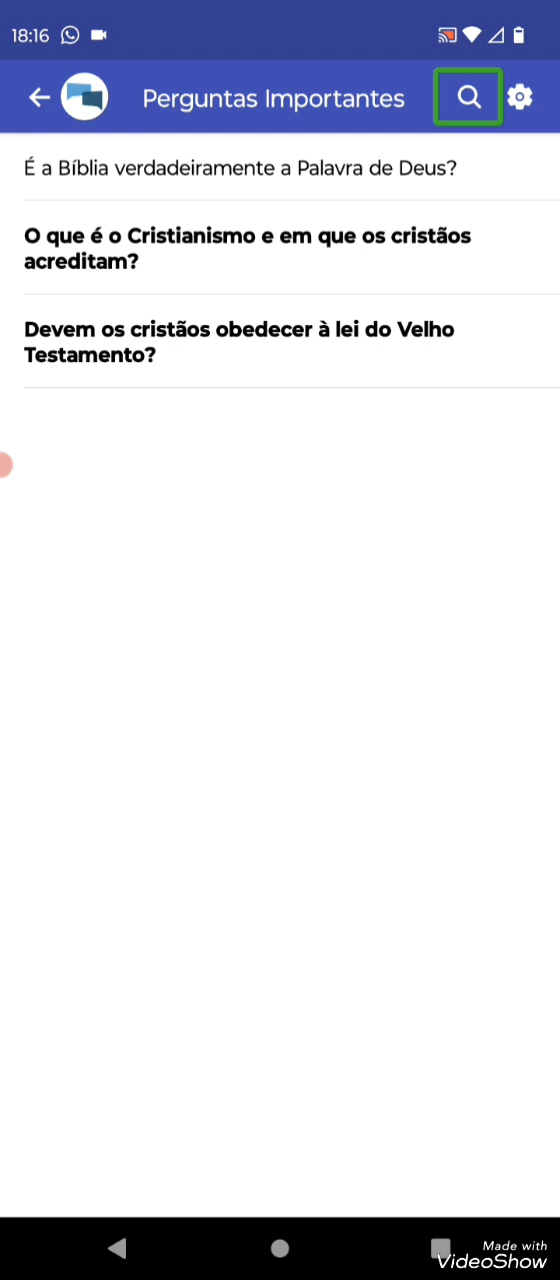 18:16
Perguntas Importantes
É a Bíblia verdadeiramente a Palavra de Deus?
O que é o Cristianismo e em que os cristãos
acreditam?
Devem os cristãos obedecer à lei do Velho
Testamento?
Made with
VideoShow